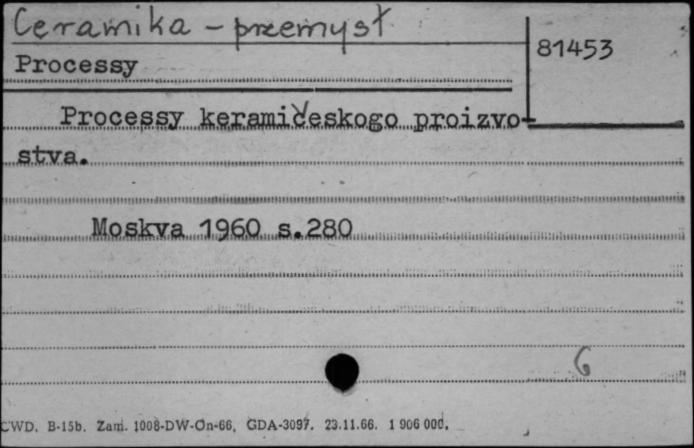 Ceramika - przemysł
81453
Processy
Processy keramičeskogo proizvo-
stva.
Moskva 1960 s.280
6
CWD. B-15b. Zam. 1008-DW-On-66, GDA-3097. 23.11.66. 1 906 000.